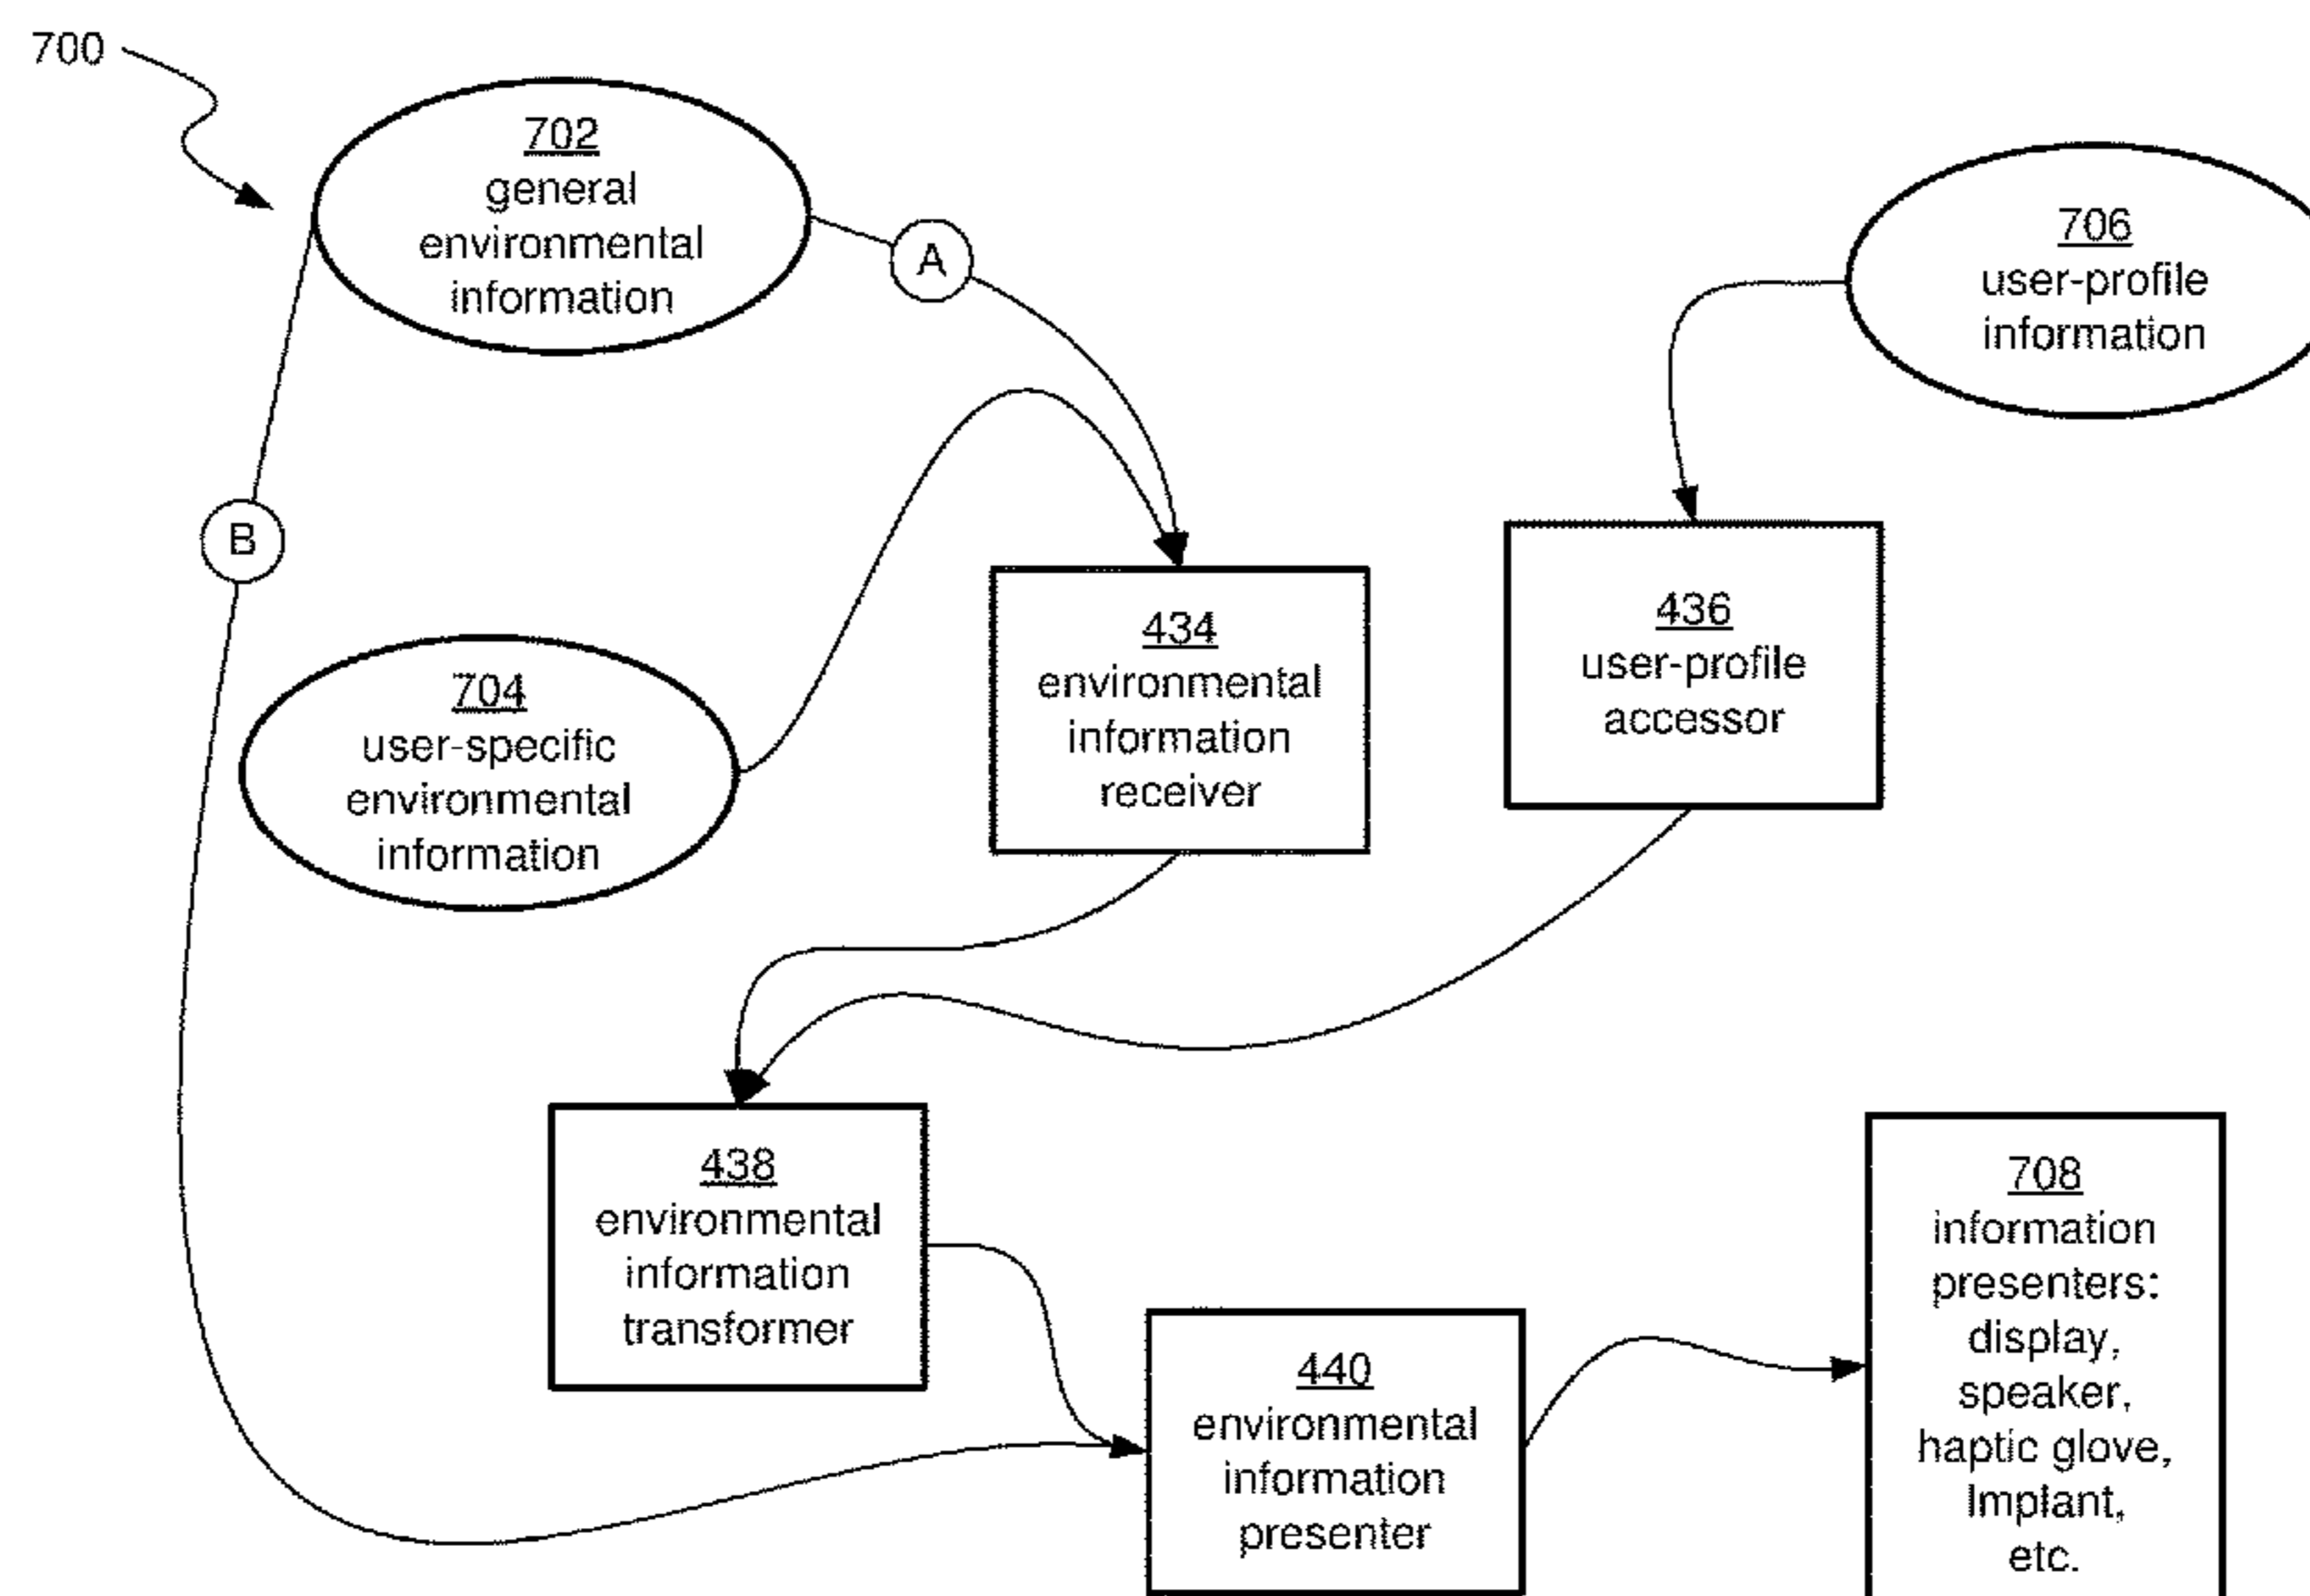 700
702
general
environmental
information
A
706
user-profile
information
B
434
environmental
information
receiver
436
user-profile
accessor
704
user-specific
environmental
information
438
environmental
information
transformer
708
information
presenters:
display,
speaker,
haptic glove,
Implant,
etc.
440
environmental
information
presenter